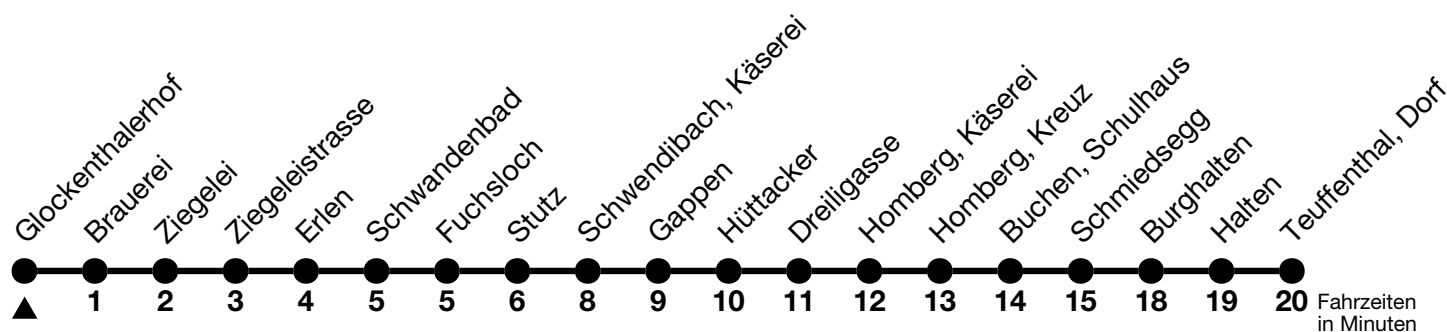 Glockenthalerhof
Brauerei
Ziegelei
Ziegeleistrasse
Erlen
Schwandenbad
Fuchsloch
Stutz
Schwendibach, Käserei
Gappen
Hüttacker
Dreiligasse
Homberg, Käserei
Homberg, Kreuz
Buchen, Schulhaus
Schmiedsegg
Burghalten
Halten
Teuffenthal, Dorf
1 2 3 4 5 5 6 8 9 10 11 12 13 14 15 18 19 20 Fahrzeiten
in Minuten